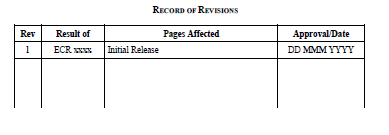 RECORD OF REVISIONS
Rev Result of Pages Affected Approval/Date
1 ECR xxxx Initial Release DD MMM YYYY